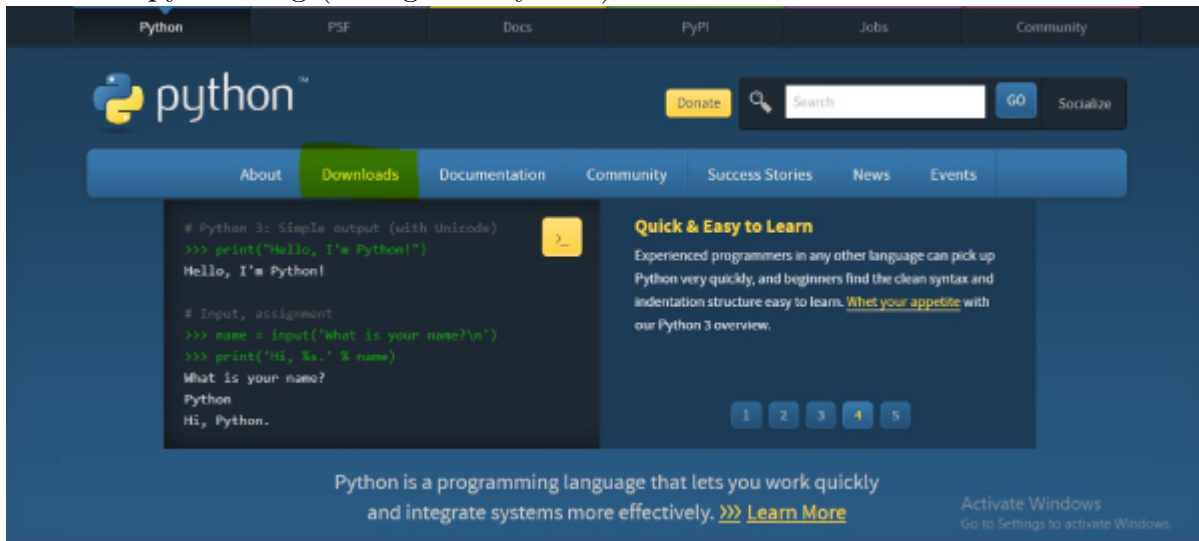 Python PSF Docs PyPI Jobs Community
python™
Donate Search GO Socialize
About Downloads Documentation Community Success Stories News Events
# Python 3: Simple output (with Unicode)
>>> print("Hello, I'm Python!")
Hello, I'm Python!
# Input, assignment
>>> name = input('What is your name?\n')
>>> print('Hi, %s.' % name)
What is your name?
Python
Hi, Python.
>_
Quick & Easy to Learn
Experienced programmers in any other language can pick up
Python very quickly, and beginners find the clean syntax and
indentation structure easy to learn. Whet your appetite with
our Python 3 overview.
1 2 3 4 5
Python is a programming language that lets you work quickly
and integrate systems more effectively. >>> Learn More
Activate Windows
Go to Settings to activate Windows.